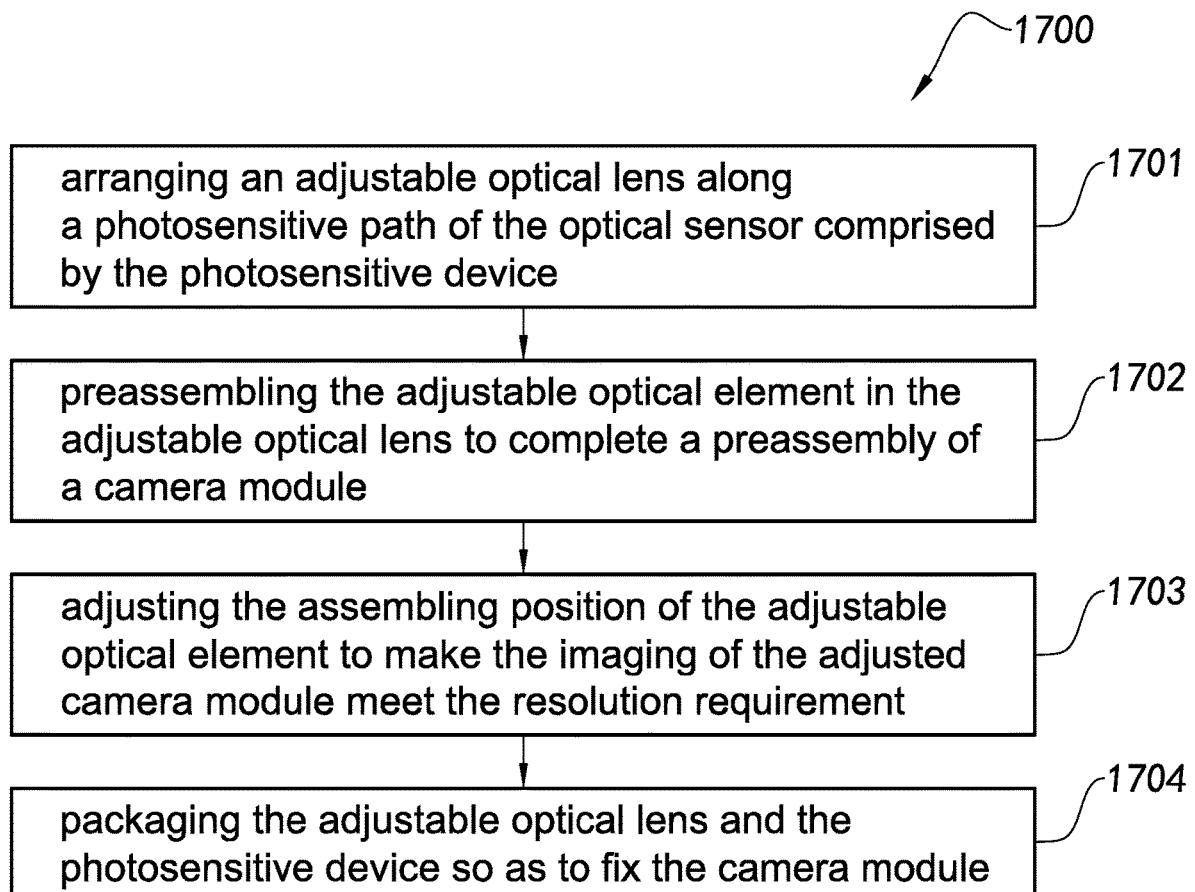 1700
arranging an adjustable optical lens along
a photosensitive path of the optical sensor comprised
by the photosensitive device
1701
preassembling the adjustable optical element in the
adjustable optical lens to complete a preassembly of
a camera module
1702
adjusting the assembling position of the adjustable
optical element to make the imaging of the adjusted
camera module meet the resolution requirement
1703
packaging the adjustable optical lens and the
photosensitive device so as to fix the camera module
1704